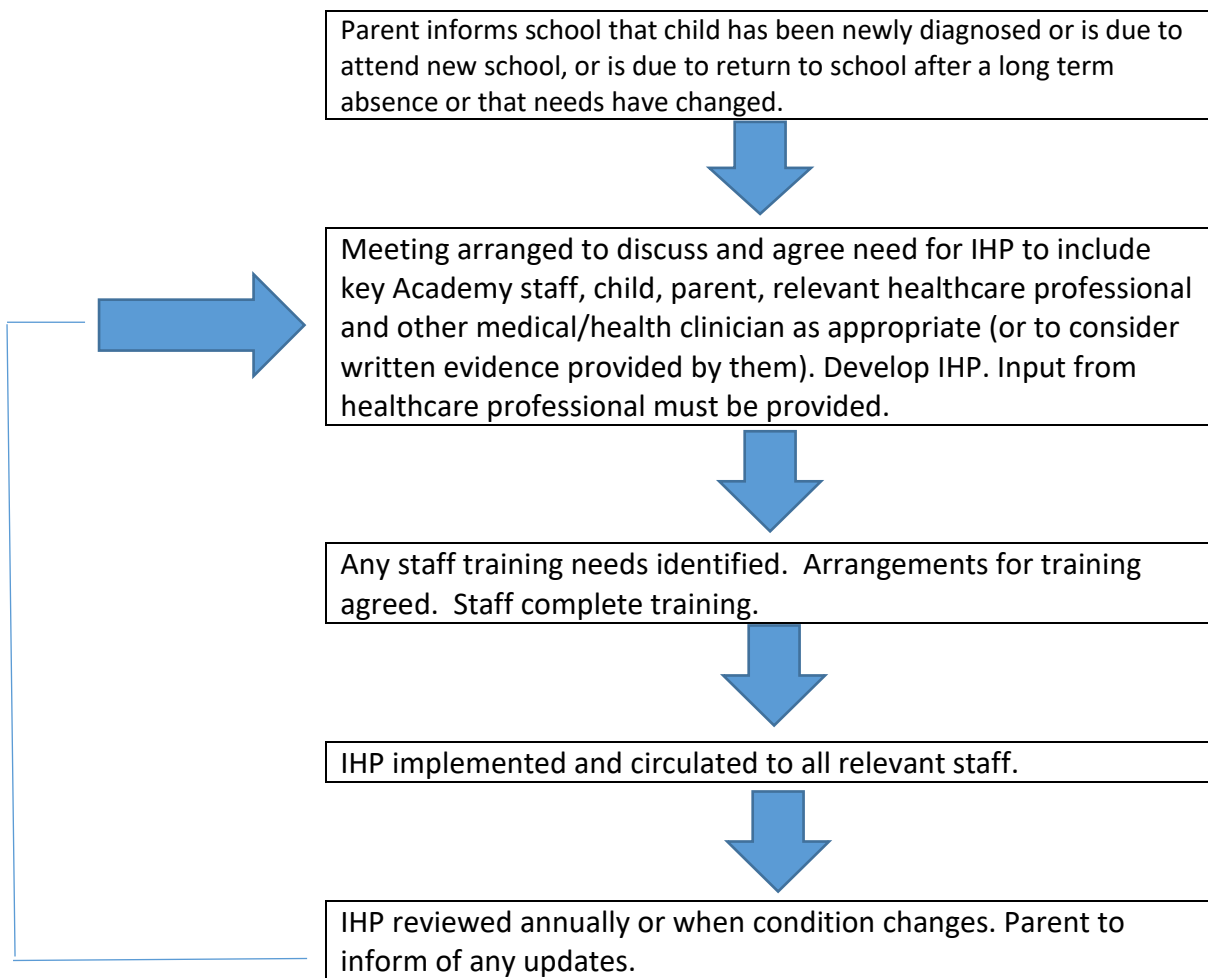 Parent informs school that child has been newly diagnosed or is due to
attend new school, or is due to return to school after a long term
absence or that needs have changed.
Meeting arranged to discuss and agree need for IHP to include
key Academy staff, child, parent, relevant healthcare professional
and other medical/health clinician as appropriate (or to consider
written evidence provided by them). Develop IHP. Input from
healthcare professional must be provided.
Any staff training needs identified.  Arrangements for training
agreed.  Staff complete training.
IHP implemented and circulated to all relevant staff.
IHP reviewed annually or when condition changes. Parent to
inform of any updates.